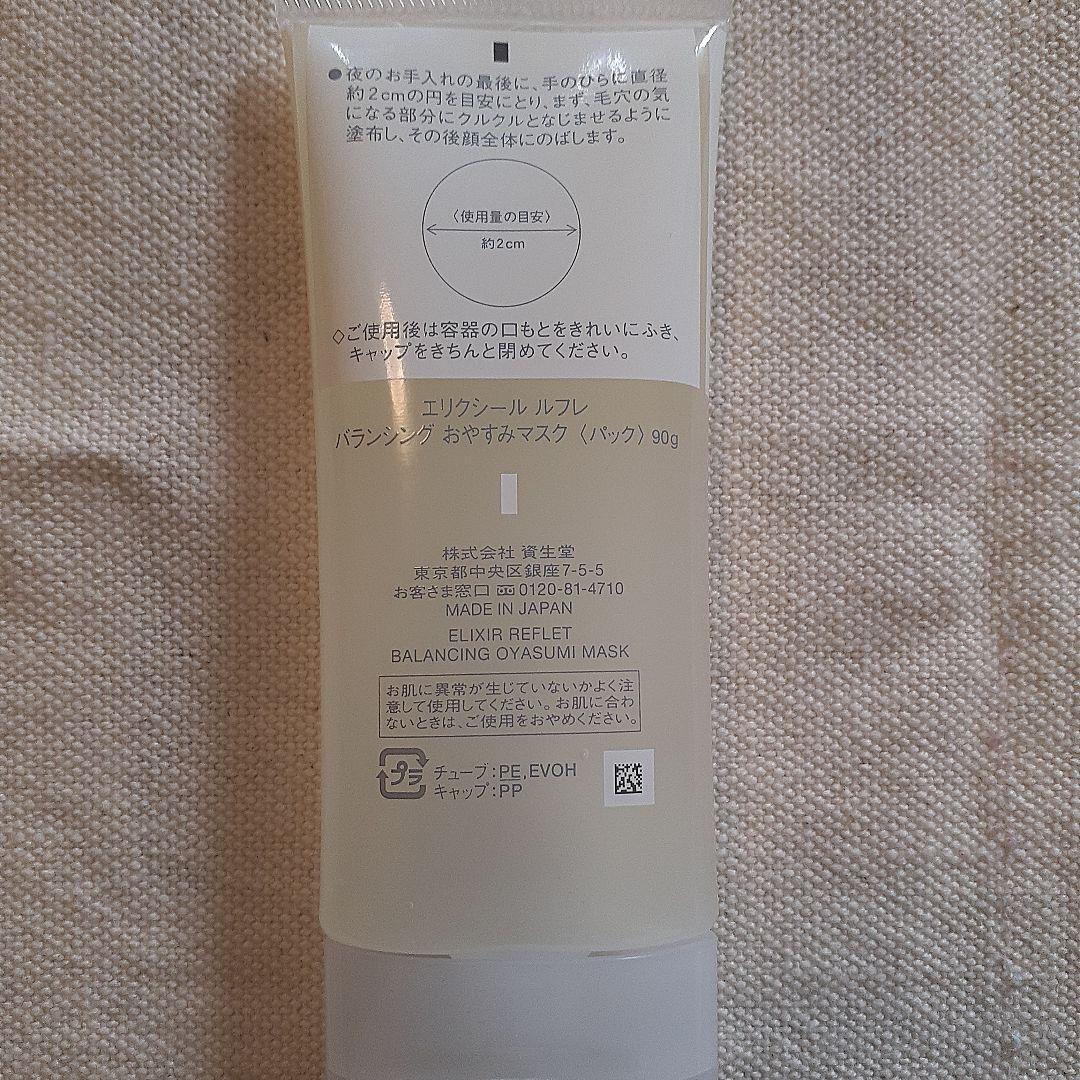 ●夜のお手入れの最後に、手のひらに直径
約2cmの円を目安にとり、まず、毛穴の気
になる部分にクルクルとなじませるように
塗布し、その後顔全体にのばします。
〈使用量の目安〉
約2cm
◇ご使用後は容器の口もとをきれいにふき、
キャップをきちんと閉めてください。
エリクシール ルフレ
バランシング おやすみマスク〈パック〉90g
株式会社 資生堂
東京都中央区銀座7-5-5
お客さま窓口 0120-81-4710
MADE IN JAPAN
ELIXIR REFLET
BALANCING OYASUMI MASK
お肌に異常が生じていないかよく注
意して使用してください。お肌に合わ
ないときは、ご使用をおやめください。
プラ
チューブ:PE,EVOH
キャップ:PP